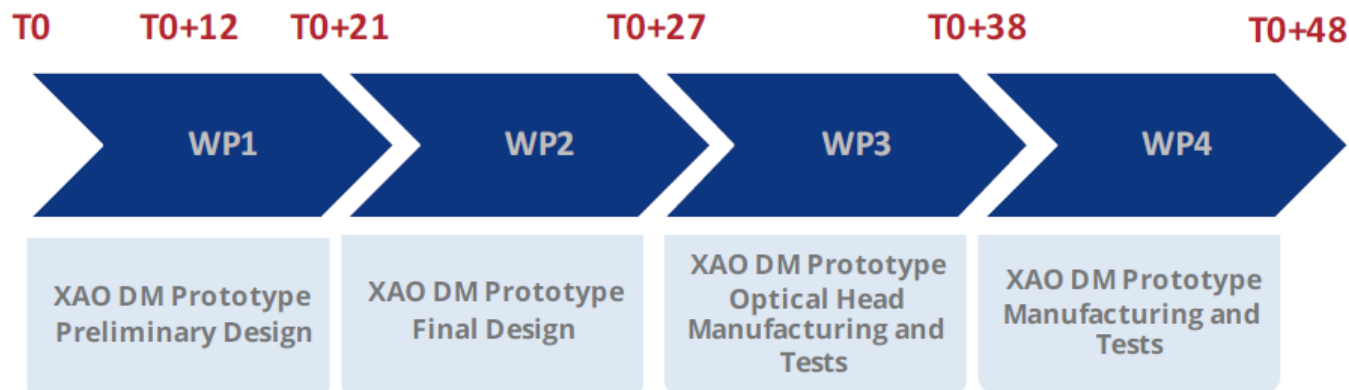 T0 T0+12 T0+21 T0+27 T0+38 T0+48
WP1 WP2 WP3 WP4
XAO DM Prototype
Preliminary Design
XAO DM Prototype
Final Design
XAO DM Prototype
Optical Head
Manufacturing and
Tests
XAO DM Prototype
Manufacturing and
Tests